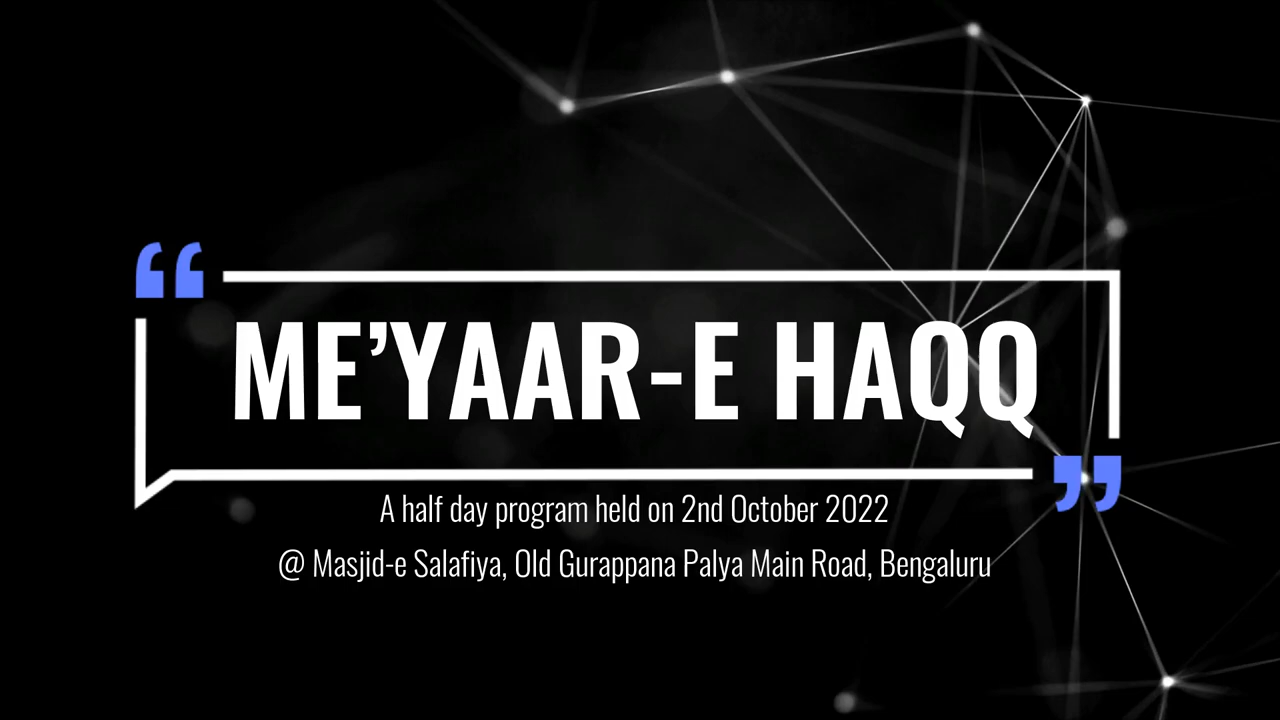 ME’YAAR-E HAQQ
A half day program held on 2nd October 2022
@ Masjid-e Salafiya, Old Gurappana Palya Main Road, Bengaluru